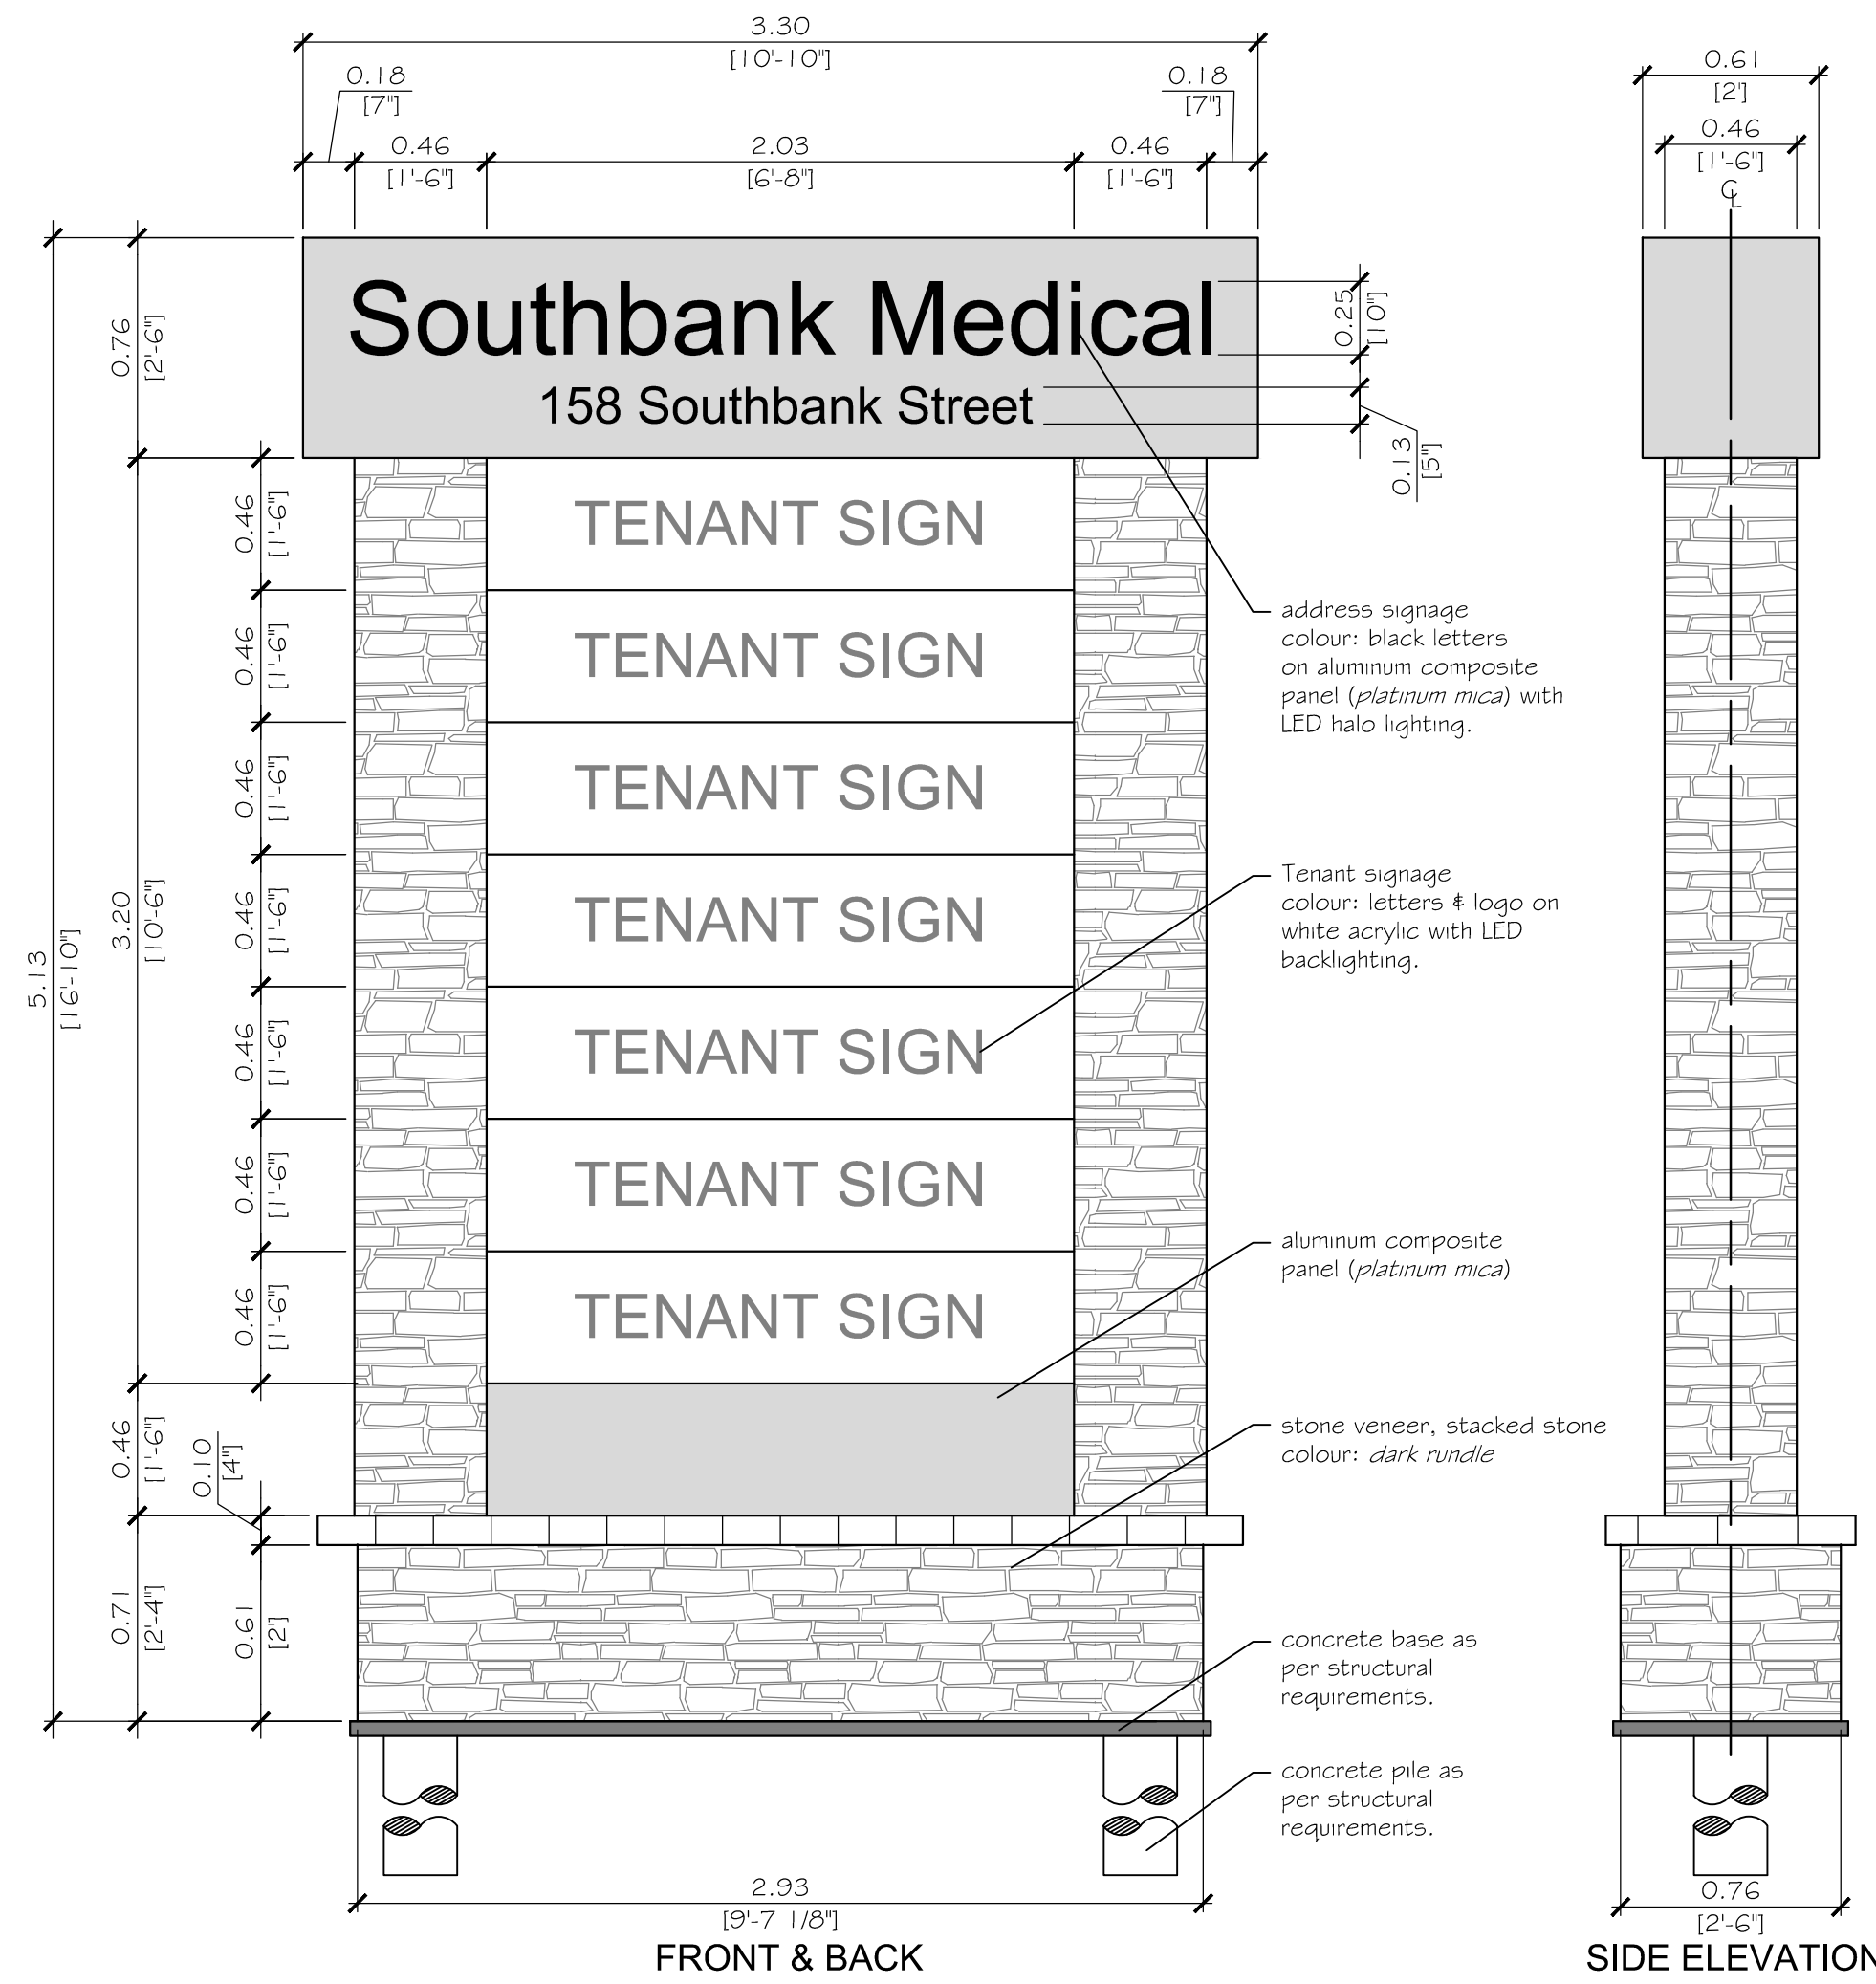 3.30
[10'-10"]
0.18
[7"]
0.18
[7"]
0.46
[1'-6"]
2.03
[6'-8"]
0.46
[1'-6"]
0.61
[2']
0.46
[1'-6"]
℄
0.76
[2'-6"]
Southbank Medical
158 Southbank Street
0.25
[10"]
0.13
[5"]
5.13
[16'-10"]
3.20
[10'-6"]
0.46
[1'-6"]
TENANT SIGN
0.46
[1'-6"]
TENANT SIGN
0.46
[1'-6"]
TENANT SIGN
0.46
[1'-6"]
TENANT SIGN
0.46
[1'-6"]
TENANT SIGN
0.46
[1'-6"]
TENANT SIGN
0.46
[1'-6"]
TENANT SIGN
address signage
colour: black letters
on aluminum composite
panel (platinum mica) with
LED halo lighting.
Tenant signage
colour: letters & logo on
white acrylic with LED
backlighting.
aluminum composite
panel (platinum mica)
0.46
[1'-6"]
0.10
[4"]
stone veneer, stacked stone
colour: dark rundle
0.71
[2'-4"]
0.61
[2']
concrete base as
per structural
requirements.
concrete pile as
per structural
requirements.
2.93
[9'-7 1/8"]
FRONT & BACK
0.76
[2'-6"]
SIDE ELEVATION